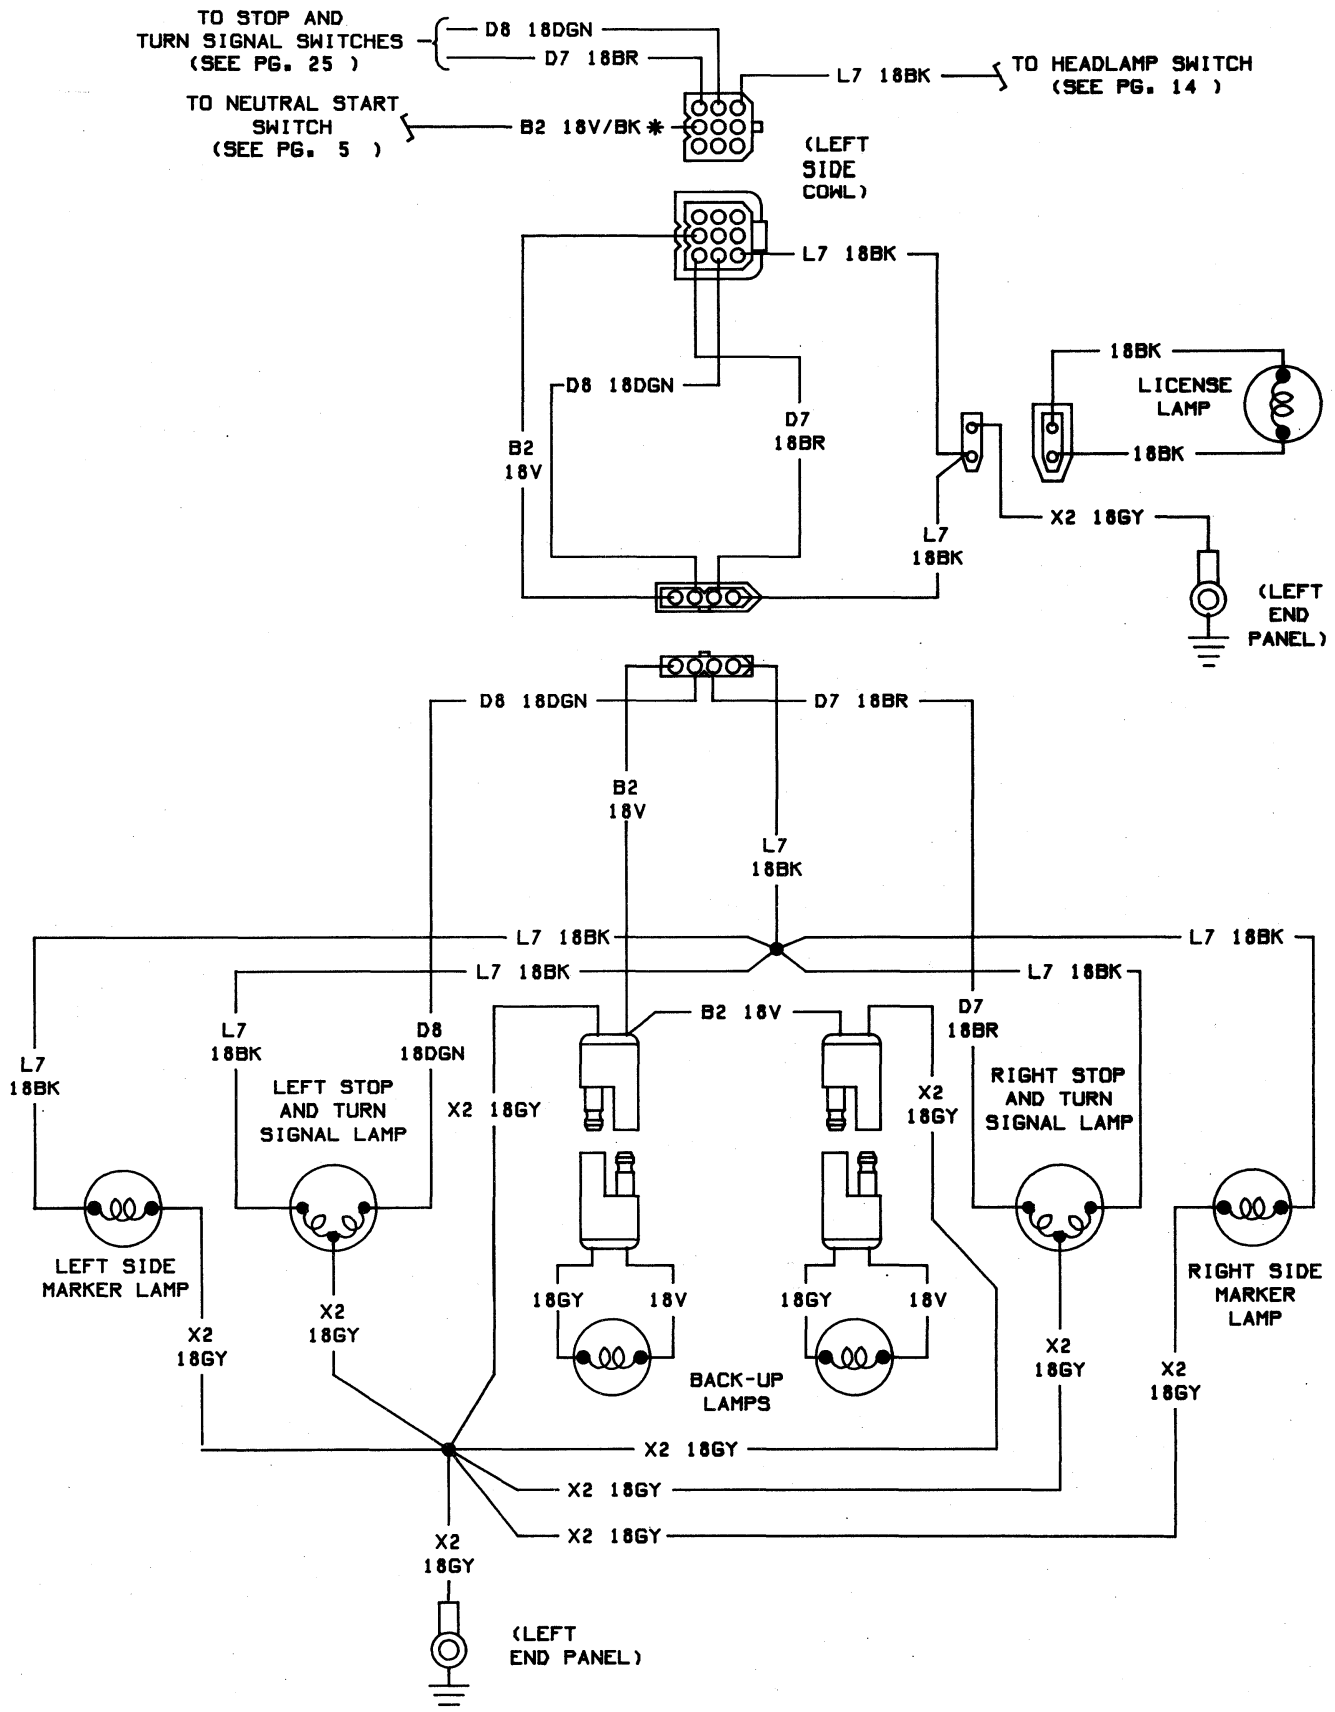 TO STOP AND
TURN SIGNAL SWITCHES
(SEE PG. 25 )
D8 18DGN
D7 18BR
L7 18BK
TO HEADLAMP SWITCH
(SEE PG. 14 )
TO NEUTRAL START
SWITCH
(SEE PG. 5 )
B2 18V/BK *
(LEFT
SIDE
COWL)
L7 18BK
18BK
LICENSE
LAMP
D8 18DGN
D7
18BR
B2
18V
18BK
X2 18GY
L7
18BK
(LEFT
END
PANEL)
D8 18DGN
D7 18BR
B2
18V
L7
18BK
L7 18BK
L7 18BK
L7 18BK
L7 18BK
B2 18V
L7
18BK
L7
18BK
D8
18DGN
D7
18BR
LEFT STOP
AND TURN
SIGNAL LAMP
X2 18GY
X2
18GY
RIGHT STOP
AND TURN
SIGNAL LAMP
LEFT SIDE
MARKER LAMP
RIGHT SIDE
MARKER
LAMP
18GY
18V
18GY
18V
X2
18GY
X2
18GY
BACK-UP
LAMPS
X2
18GY
X2
18GY
X2 18GY
X2 18GY
X2 18GY
X2
18GY
(LEFT
END PANEL)